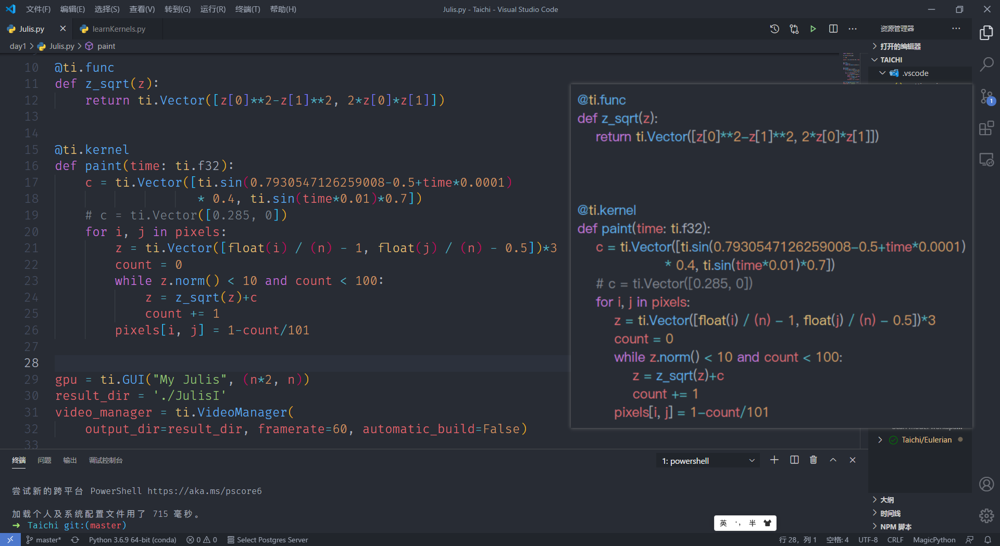 文件(F) 编辑(E) 选择(S) 查看(V) 转到(G) 运行(R) 终端(T) 帮助(H) Julis.py - Taichi - Visual Studio Code
Julis.py learnKernels.py
day1 > Julis.py > paint
10 @ti.func
11 def z_sqrt(z):
12 return ti.Vector([z[0]**2-z[1]**2, 2*z[0]*z[1]])
13
14
15 @ti.kernel
16 def paint(time: ti.f32):
17 c = ti.Vector([ti.sin(0.7930547126259008-0.5+time*0.0001)
18 * 0.4, ti.sin(time*0.01)*0.7])
19 # c = ti.Vector([0.285, 0])
20 for i, j in pixels:
21 z = ti.Vector([float(i) / (n) - 1, float(j) / (n) - 0.5])*3
22 count = 0
23 while z.norm() < 10 and count < 100:
24 z = z_sqrt(z)+c
25 count += 1
26 pixels[i, j] = 1-count/101
27
28
29 gpu = ti.GUI("My Julis", (n*2, n))
30 result_dir = './JulisI'
31 video_manager = ti.VideoManager(
32 output_dir=result_dir, framerate=60, automatic_build=False)
33
资源管理器
打开的编辑器
TAICHI
.vscode
1
@ti.func
def z_sqrt(z):
return ti.Vector([z[0]**2-z[1]**2, 2*z[0]*z[1]])
@ti.kernel
def paint(time: ti.f32):
c = ti.Vector([ti.sin(0.7930547126259008-0.5+time*0.0001)
* 0.4, ti.sin(time*0.01)*0.7])
# c = ti.Vector([0.285, 0])
for i, j in pixels:
z = ti.Vector([float(i) / (n) - 1, float(j) / (n) - 0.5])*3
count = 0
while z.norm() < 10 and count < 100:
z = z_sqrt(z)+c
count += 1
pixels[i, j] = 1-count/101
Taichi/Eulerian
大纲
时间线
NPM 脚本
终端 问题 输出 调试控制台 1: powershell
尝试新的跨平台 PowerShell https://aka.ms/pscore6
加载个人及系统配置文件用了 715 毫秒。
➜ Taichi git:(master)
英 ·, 半
master* Python 3.6.9 64-bit (conda) 0 0 Select Postgres Server 行 28，列 1 空格: 4 UTF-8 CRLF MagicPython